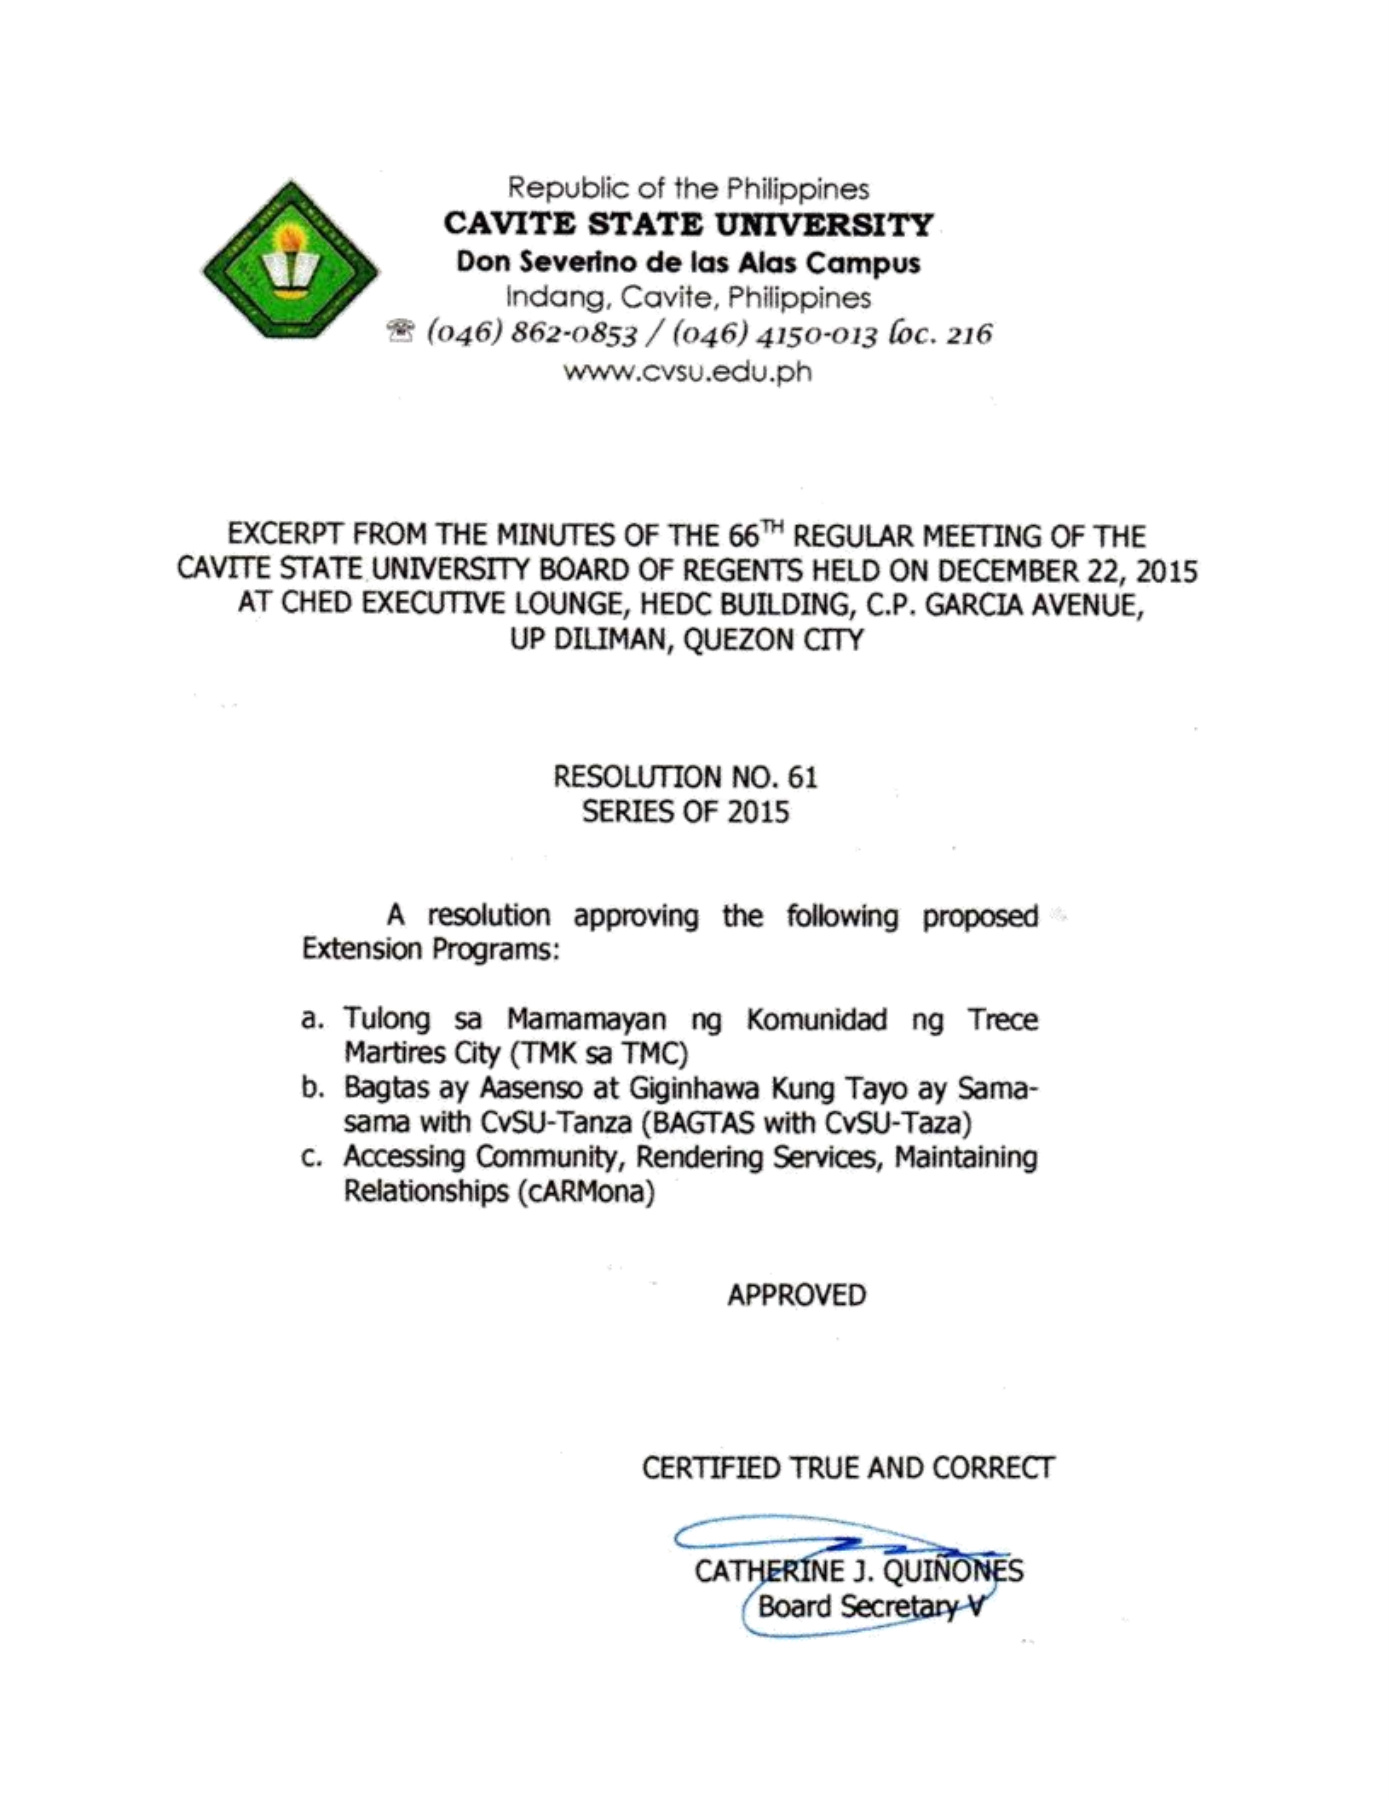 Republic of the Philippines
CAVITE STATE UNIVERSITY
Don Severino de las Alas Campus
Indang, Cavite, Philippines
☎ (046) 862-0853 / (046) 4150-013 loc. 216
www.cvsu.edu.ph
EXCERPT FROM THE MINUTES OF THE 66TH REGULAR MEETING OF THE
CAVITE STATE UNIVERSITY BOARD OF REGENTS HELD ON DECEMBER 22, 2015
AT CHED EXECUTIVE LOUNGE, HEDC BUILDING, C.P. GARCIA AVENUE,
UP DILIMAN, QUEZON CITY
RESOLUTION NO. 61
SERIES OF 2015
A resolution approving the following proposed
Extension Programs:
a. Tulong sa Mamamayan ng Komunidad ng Trece
Martires City (TMK sa TMC)
b. Bagtas ay Aasenso at Giginhawa Kung Tayo ay Sama-
sama with CvSU-Tanza (BAGTAS with CvSU-Taza)
c. Accessing Community, Rendering Services, Maintaining
Relationships (cARMona)
APPROVED
CERTIFIED TRUE AND CORRECT
CATHERINE J. QUIÑONES
Board Secretary V